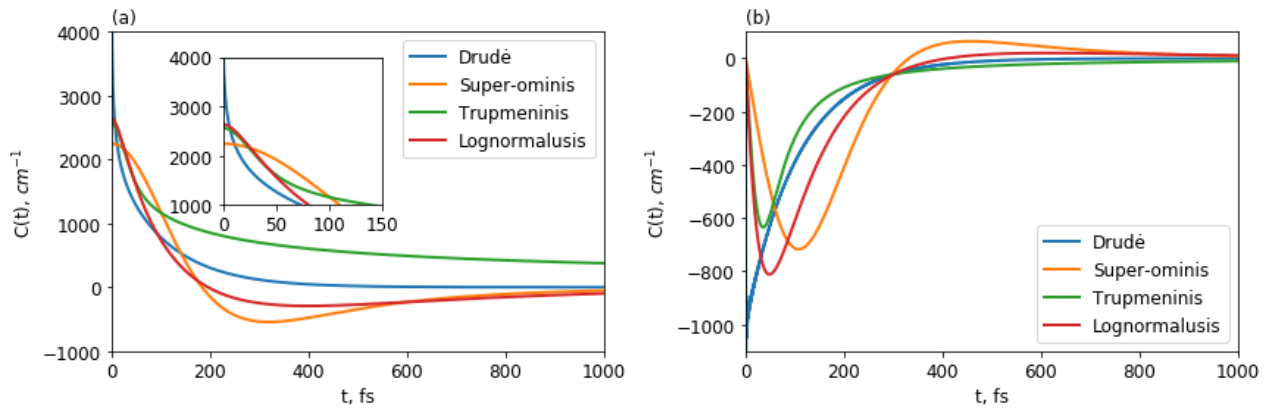 (a)
4000
3000
2000
1000
0
−1000
C(t), cm⁻¹
4000
3000
2000
1000
0
50
100
150
Drudė
Super-ominis
Trupmeninis
Lognormalusis
0
200
400
600
800
1000
t, fs
(b)
0
−200
−400
−600
−800
−1000
C(t), cm⁻¹
Drudė
Super-ominis
Trupmeninis
Lognormalusis
0
200
400
600
800
1000
t, fs